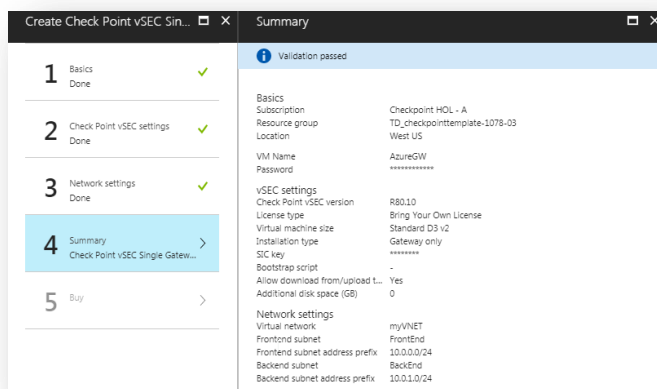 Create Check Point vSEC Sin...
Summary
1
Basics
Done
2
Check Point vSEC settings
Done
3
Network settings
Done
4
Summary
Check Point vSEC Single Gatew...
5
Buy
Validation passed
Basics
Subscription Checkpoint HOL - A
Resource group TD_checkpointtemplate-1078-03
Location West US
VM Name AzureGW
Password ************
vSEC settings
Check Point vSEC version R80.10
License type Bring Your Own License
Virtual machine size Standard D3 v2
Installation type Gateway only
SIC key ********
Bootstrap script -
Allow download from/upload t... Yes
Additional disk space (GB) 0
Network settings
Virtual network myVNET
Frontend subnet FrontEnd
Frontend subnet address prefix 10.0.0.0/24
Backend subnet BackEnd
Backend subnet address prefix 10.0.1.0/24